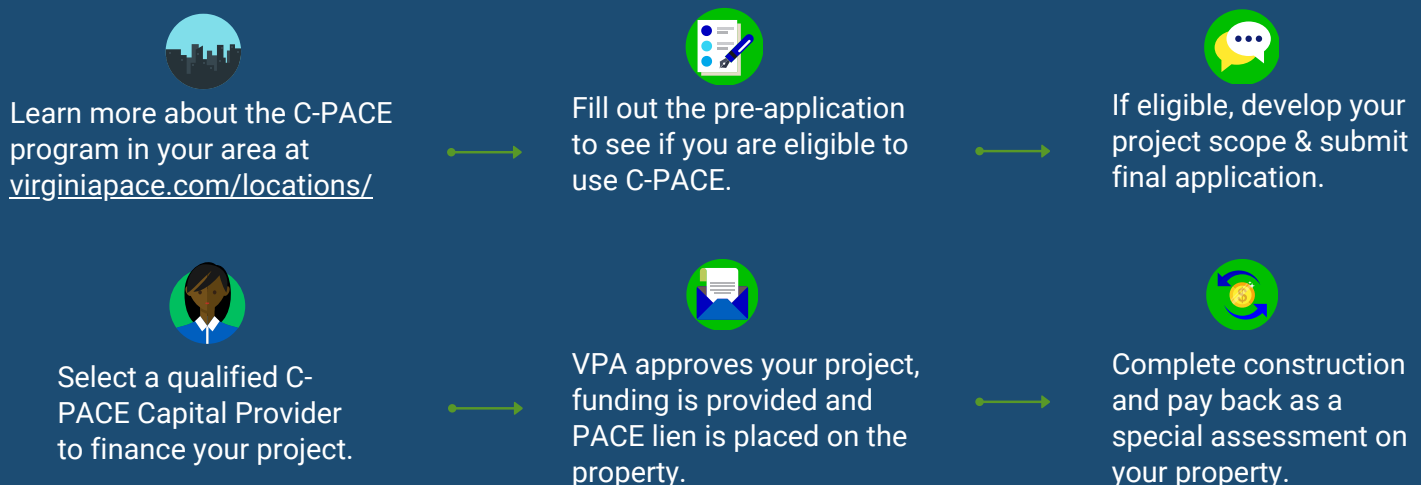 Learn more about the C-PACE
program in your area at
virginiapace.com/locations/
Fill out the pre-application
to see if you are eligible to
use C-PACE.
If eligible, develop your
project scope & submit
final application.
Select a qualified C-
PACE Capital Provider
to finance your project.
VPA approves your project,
funding is provided and
PACE lien is placed on the
property.
Complete construction
and pay back as a
special assessment on
your property.